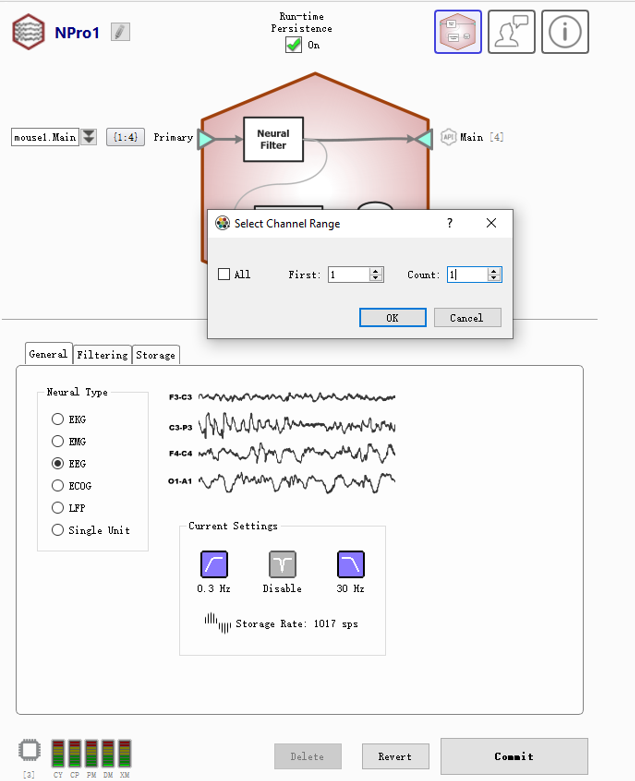 NPro1
Run-time
Persistence
On
mouse1.Main
{1:4}
Primary
Neural
Filter
APT
Main [4]
Select Channel Range
?
All
First: 1
Count: 1
OK
Cancel
General
Filtering
Storage
Neural Type
EKG
EMG
EEG
ECOG
LFP
Single Unit
F3-C3
C3-P3
F4-C4
O1-A1
Current Settings
0.3 Hz
Disable
30 Hz
Storage Rate: 1017 sps
CY CP PM DM XM
Delete
Revert
Commit